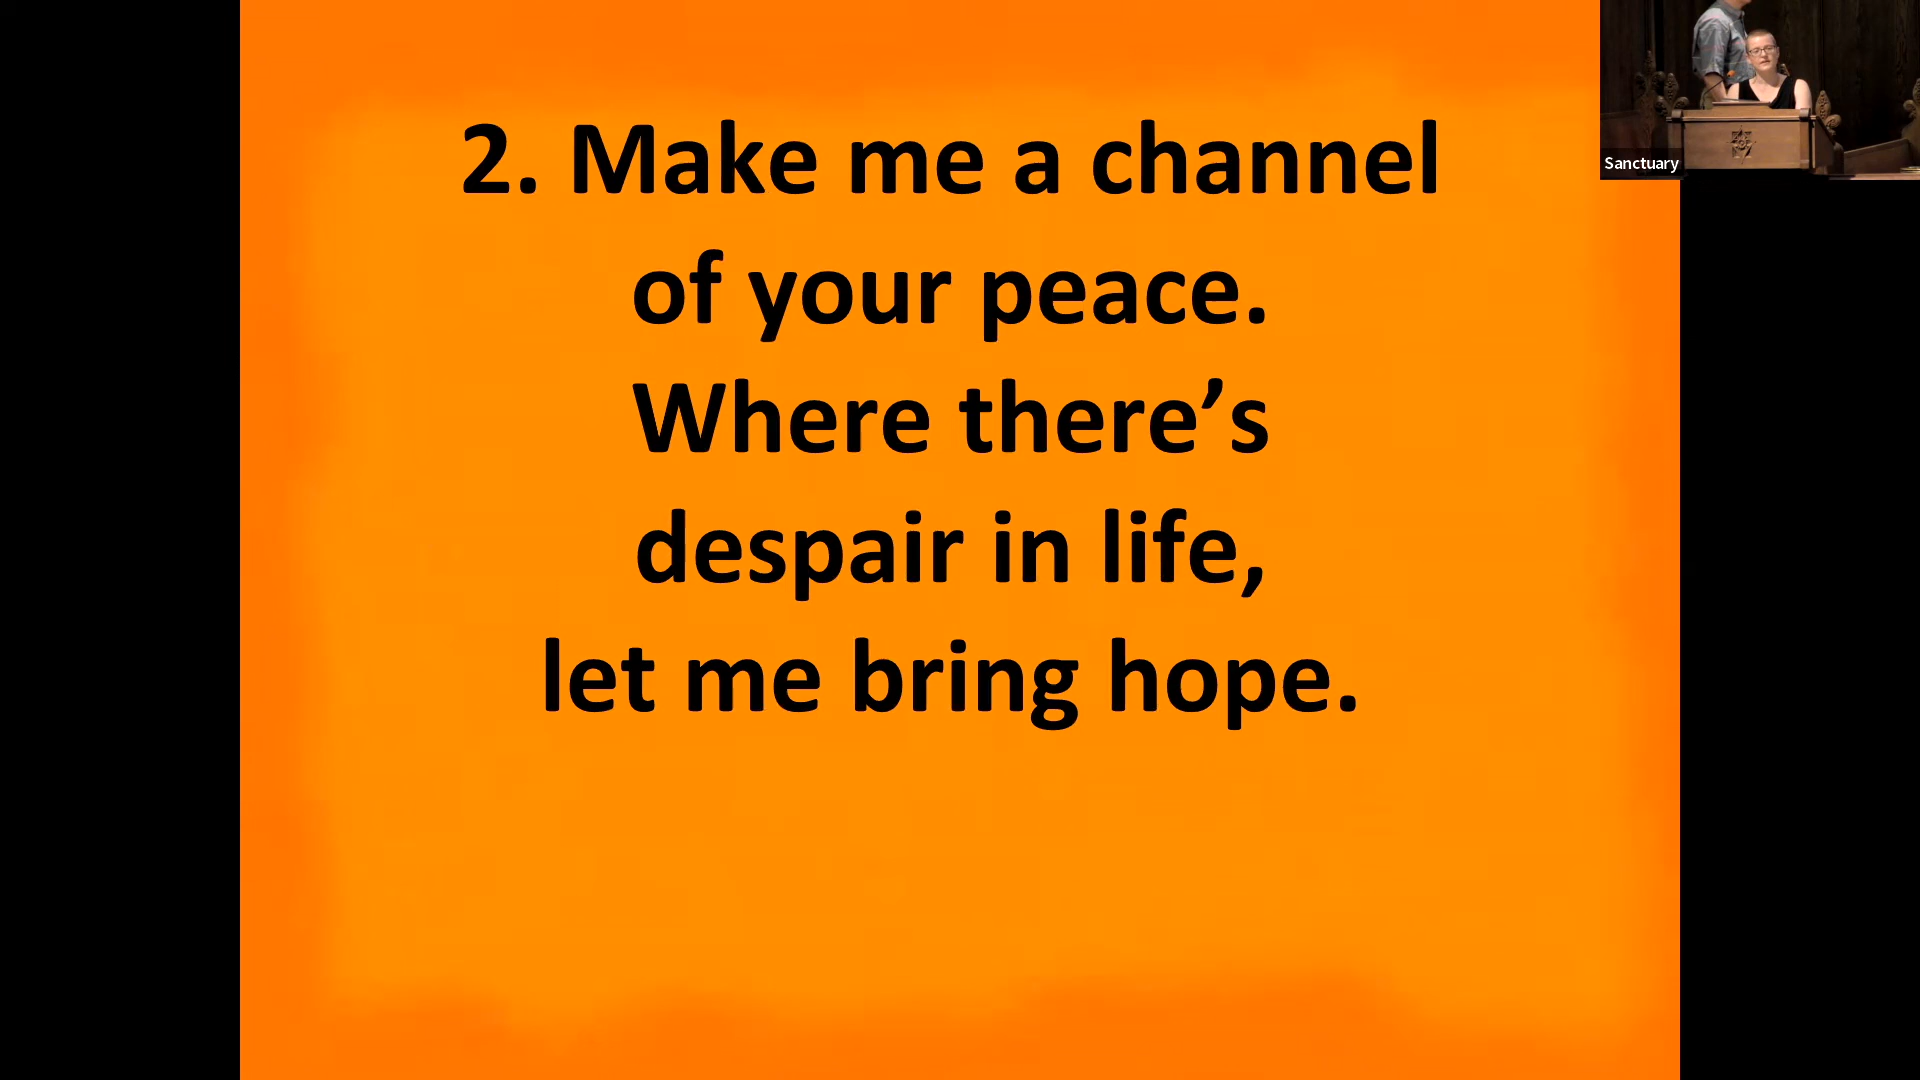 2. Make me a channel
of your peace.
Where there’s
despair in life,
let me bring hope.
Sanctuary